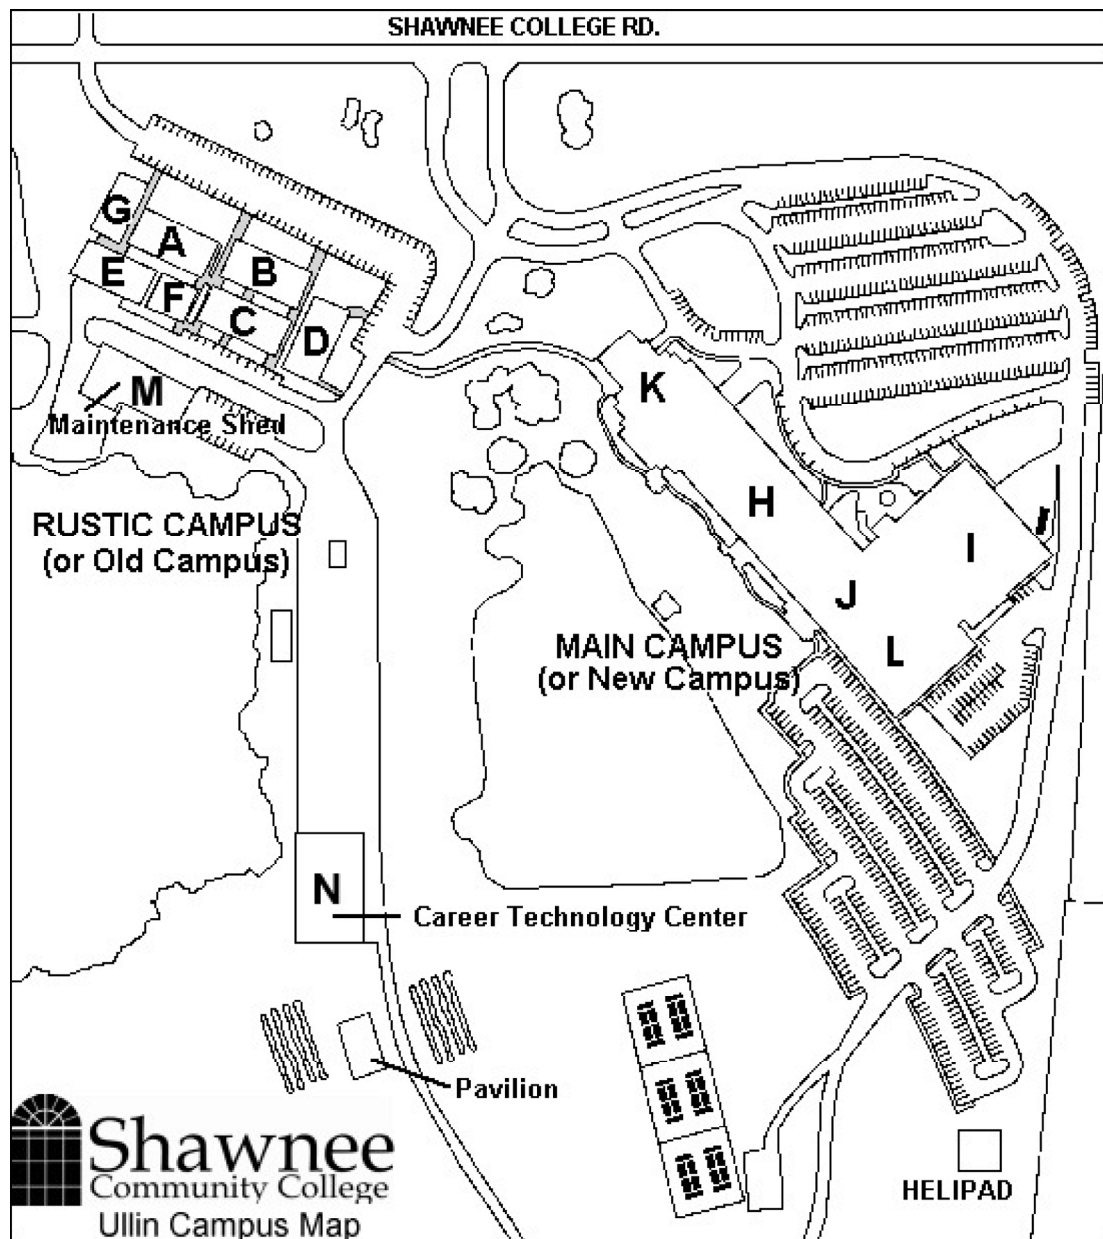 SHAWNEE COLLEGE RD.
G
A
B
E
F
C
D
M
Maintenance Shed
K
RUSTIC CAMPUS
(or Old Campus)
H
I
J
L
MAIN CAMPUS
(or New Campus)
N
Career Technology Center
Pavilion
Shawnee
Community College
Ullin Campus Map
HELIPAD